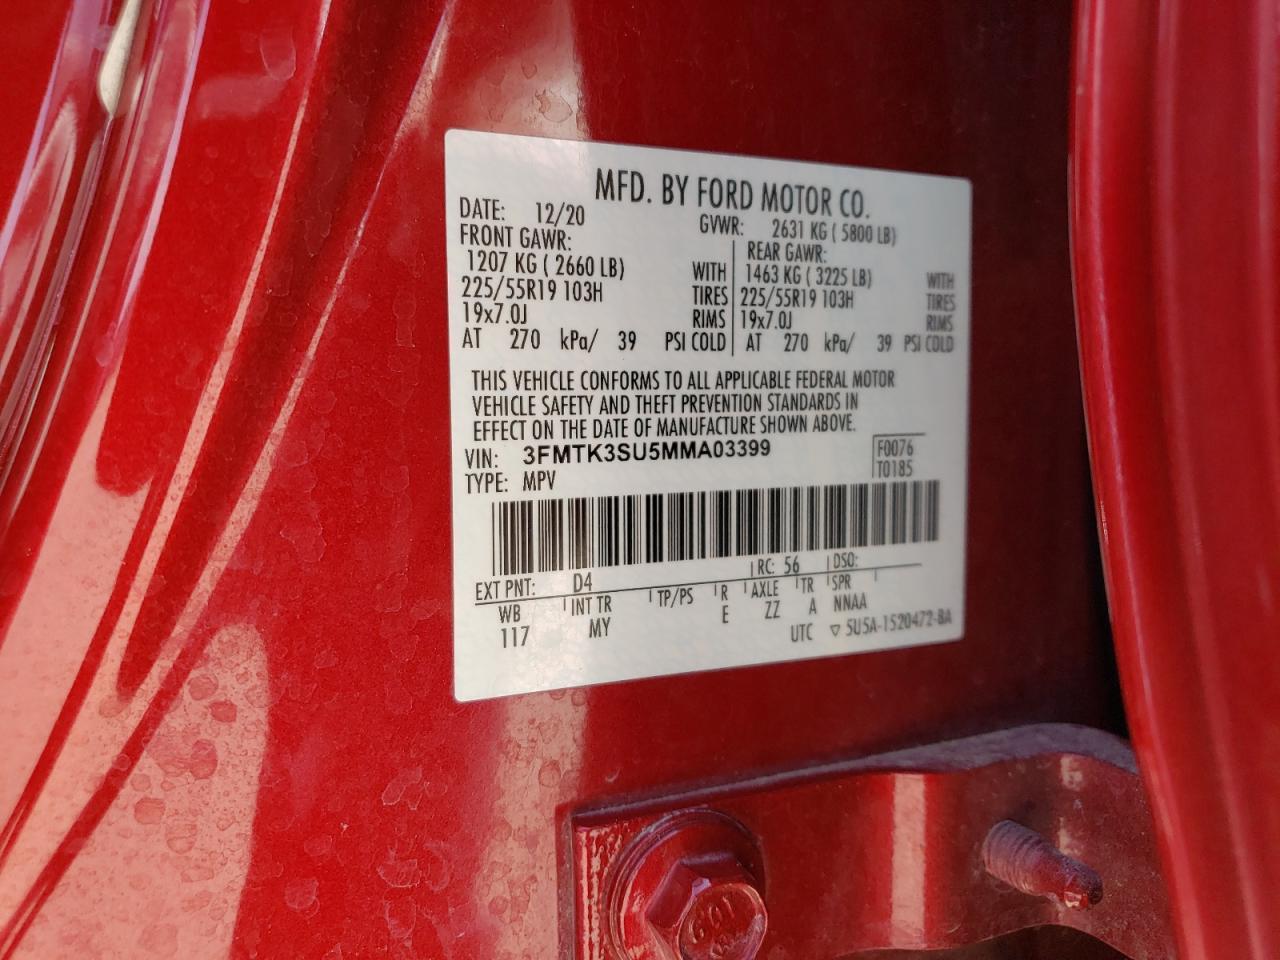 MFD. BY FORD MOTOR CO.
DATE: 12/20 GVWR: 2631 KG ( 5800 LB)
FRONT GAWR: REAR GAWR:
1207 KG ( 2660 LB) WITH 1463 KG ( 3225 LB) WITH
225/55R19 103H TIRES 225/55R19 103H TIRES
19x7.0J RIMS 19x7.0J RIMS
AT 270 kPa/ 39 PSI COLD AT 270 kPa/ 39 PSI COLD
THIS VEHICLE CONFORMS TO ALL APPLICABLE FEDERAL MOTOR
VEHICLE SAFETY AND THEFT PREVENTION STANDARDS IN
EFFECT ON THE DATE OF MANUFACTURE SHOWN ABOVE.
VIN: 3FMTK3SU5MMA03399 F0076
TYPE: MPV T0185
EXT PNT: D4 RC: 56 DSO:
WB INT TR TP/PS R AXLE TR SPR
117 MY E ZZ A NNAA
UTC ▽ 5U5A-1520472-BA